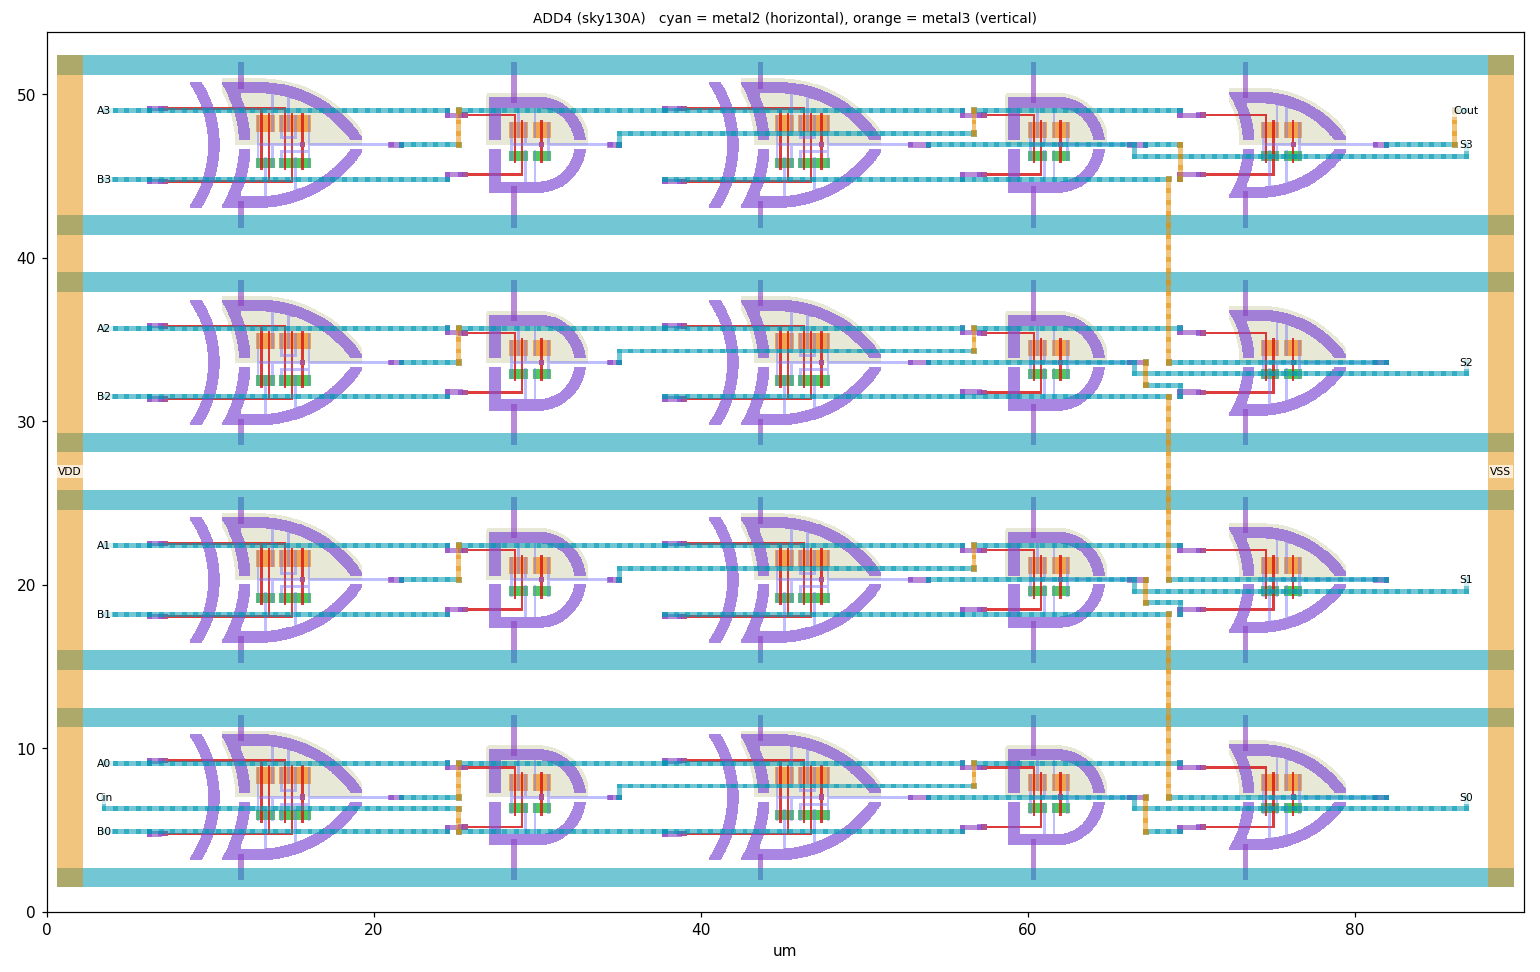 ADD4 (sky130A)   cyan = metal2 (horizontal), orange = metal3 (vertical)
50
A3
Cout
S3
B3
40
A2
S2
B2
30
VDD
VSS
A1
S1
20
B1
10
A0
Cin
S0
B0
0
0
20
40
60
80
um